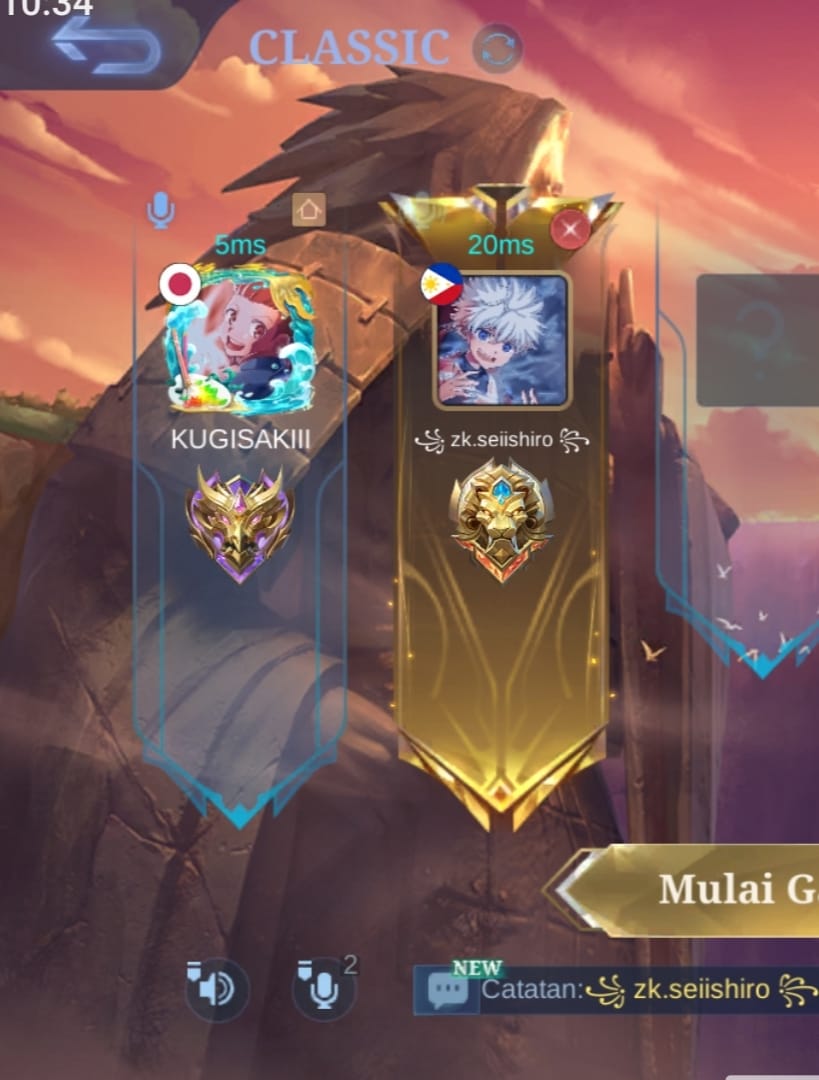 10:34
CLASSIC
5ms
20ms
KUGISAKIII
꧁ zk.seiishiro ꧂
Mulai
2
NEW
Catatan:꧁ zk.seiishiro ꧂